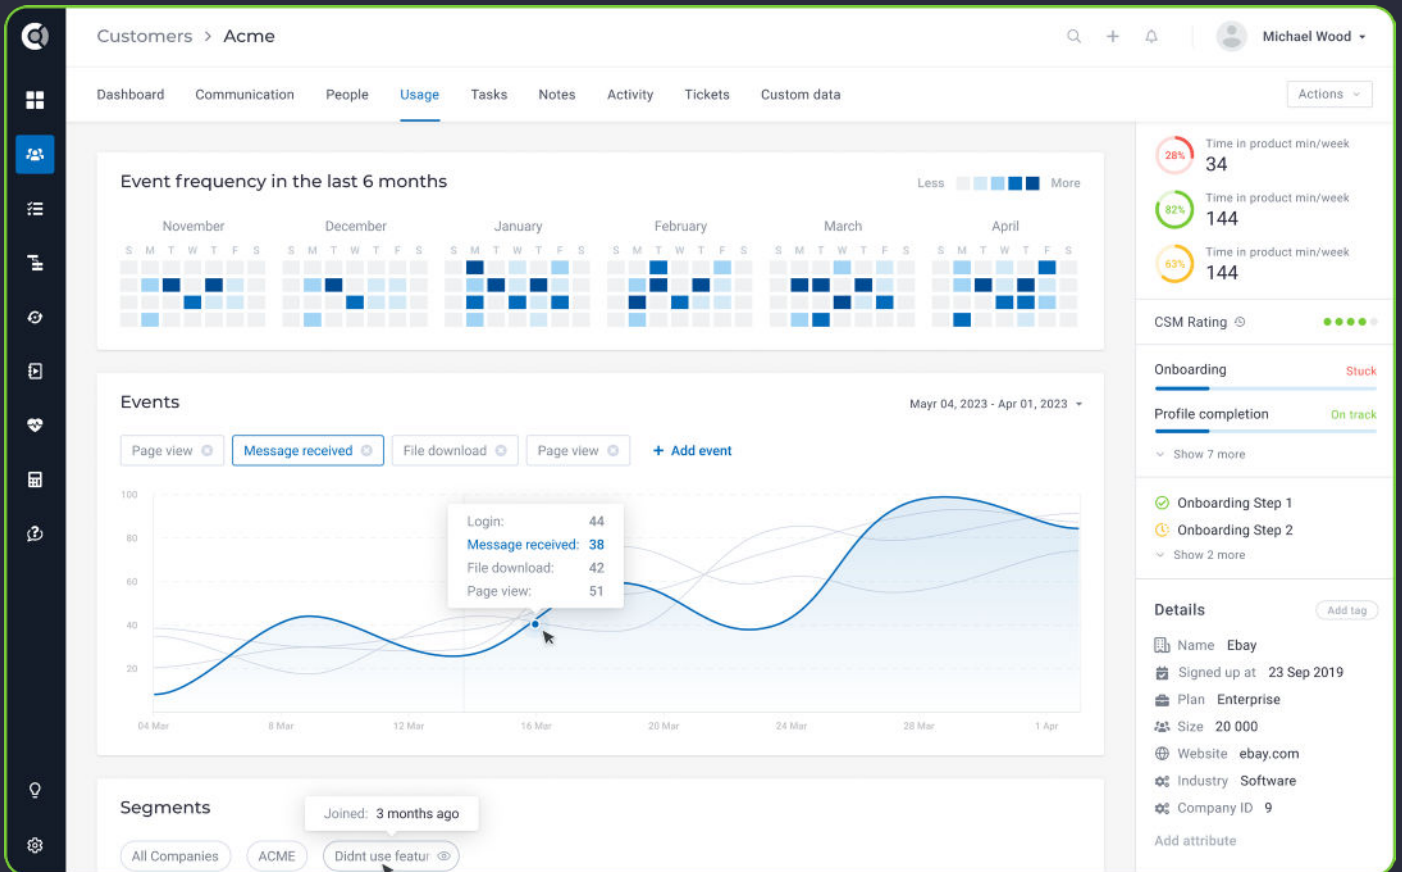 Customers > Acme
Michael Wood
Dashboard Communication People Usage Tasks Notes Activity Tickets Custom data
Actions
Event frequency in the last 6 months
Less More
November December January February March April
S M T W T F S S M T W T F S S M T W T F S S M T W T F S S M T W T F S S M T W T F S
Events
Mayr 04, 2023 - Apr 01, 2023
Page view Message received File download Page view + Add event
100
80
60
40
20
Login: 44
Message received: 38
File download: 42
Page view: 51
04 Mar 8 Mar 12 Mar 16 Mar 20 Mar 24 Mar 28 Mar 1 Apr
Segments
Joined: 3 months ago
All Companies ACME Didnt use featur
28% Time in product min/week
34
82% Time in product min/week
144
63% Time in product min/week
144
CSM Rating
Onboarding Stuck
Profile completion On track
Show 7 more
Onboarding Step 1
Onboarding Step 2
Show 2 more
Details Add tag
Name Ebay
Signed up at 23 Sep 2019
Plan Enterprise
Size 20 000
Website ebay.com
Industry Software
Company ID 9
Add attribute